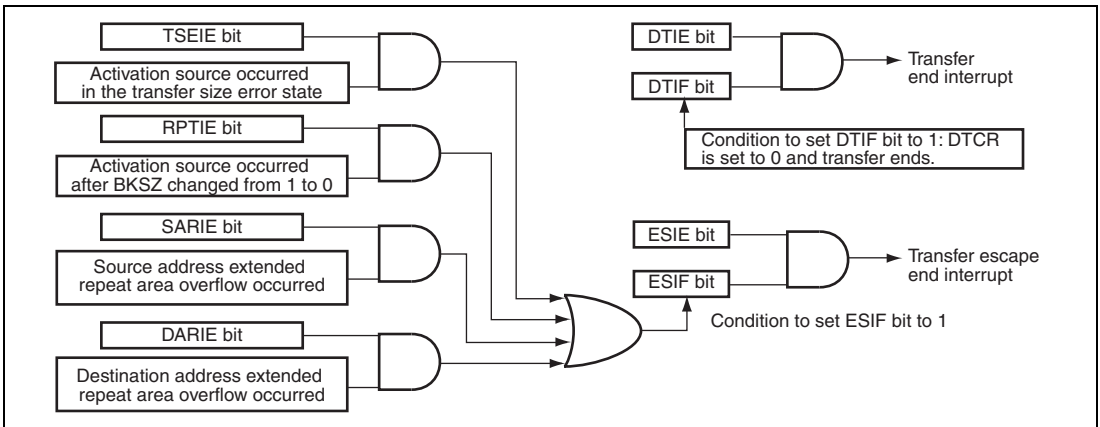 TSEIE bit
Activation source occurred
in the transfer size error state
RPTIE bit
Activation source occurred
after BKSZ changed from 1 to 0
SARIE bit
Source address extended
repeat area overflow occurred
DARIE bit
Destination address extended
repeat area overflow occurred
DTIE bit
DTIF bit
Transfer
end interrupt
Condition to set DTIF bit to 1: DTCR
is set to 0 and transfer ends.
ESIE bit
ESIF bit
Transfer escape
end interrupt
Condition to set ESIF bit to 1